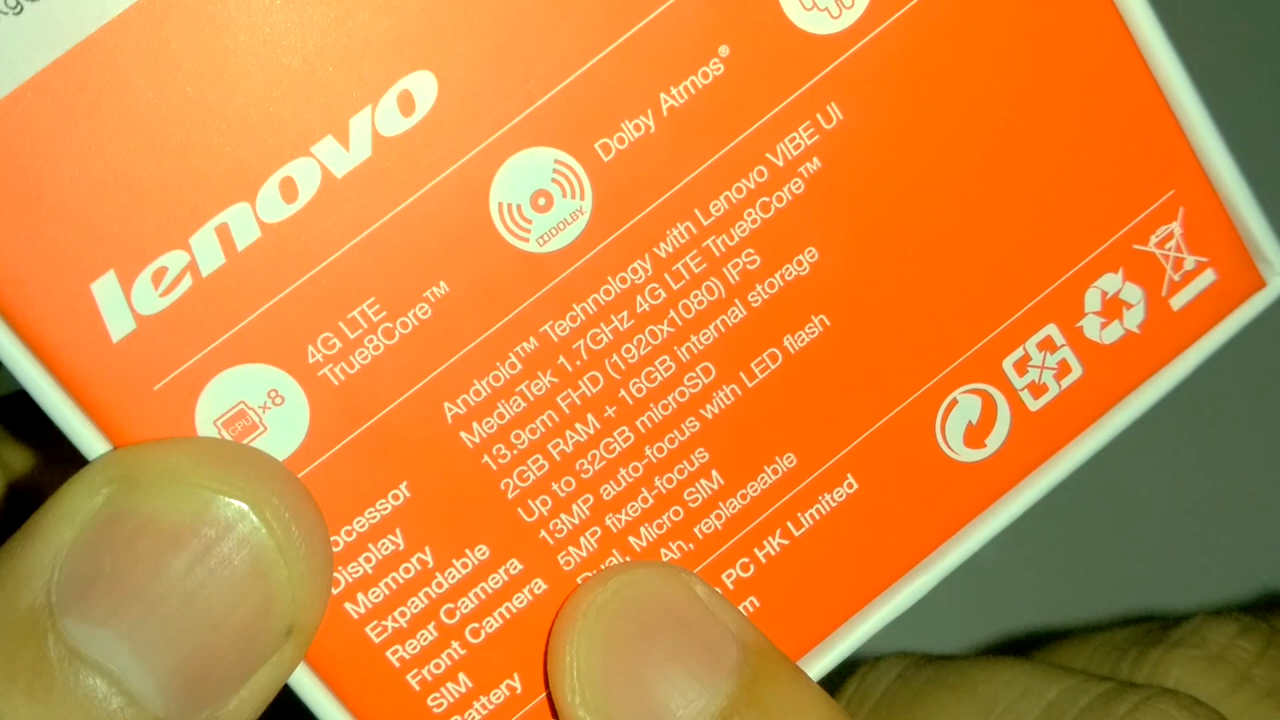 lenovo
4G LTE
True8Core™
CPU ×8
Dolby Atmos®
DOLBY
Android™ Technology with Lenovo VIBE UI
MediaTek 1.7GHz 4G LTE True8Core™
Display 13.9cm FHD (1920x1080) IPS
Memory 2GB RAM + 16GB internal storage
Expandable Up to 32GB microSD
Rear Camera 13MP auto-focus with LED flash
Front Camera 5MP fixed-focus
SIM Dual, Micro SIM
Battery replaceable
PC HK Limited